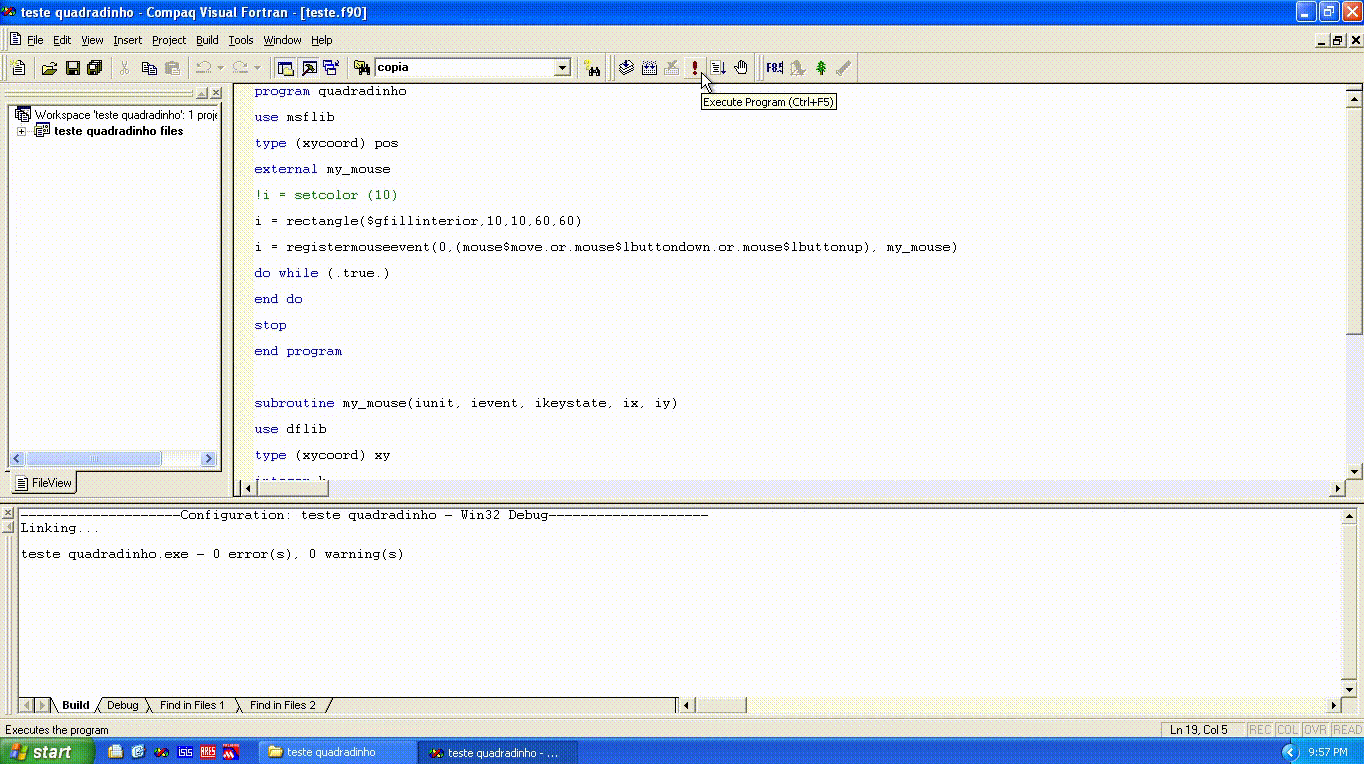 teste quadradinho - Compaq Visual Fortran - [teste.f90]
File Edit View Insert Project Build Tools Window Help
copia
F85
Execute Program (Ctrl+F5)
Workspace 'teste quadradinho': 1 proje
teste quadradinho files
FileView
program quadradinho
use msflib
type (xycoord) pos
external my_mouse
!i = setcolor (10)
i = rectangle($gfillinterior,10,10,60,60)
i = registermouseevent(0,(mouse$move.or.mouse$lbuttondown.or.mouse$lbuttonup), my_mouse)
do while (.true.)
end do
stop
end program
subroutine my_mouse(iunit, ievent, ikeystate, ix, iy)
use dflib
type (xycoord) xy
--------------------Configuration: teste quadradinho - Win32 Debug--------------------
Linking...
teste quadradinho.exe - 0 error(s), 0 warning(s)
Build Debug Find in Files 1 Find in Files 2
Executes the program
Ln 19, Col 5 REC COL OVR READ
start ISIS ARES teste quadradinho teste quadradinho - ... 9:57 PM